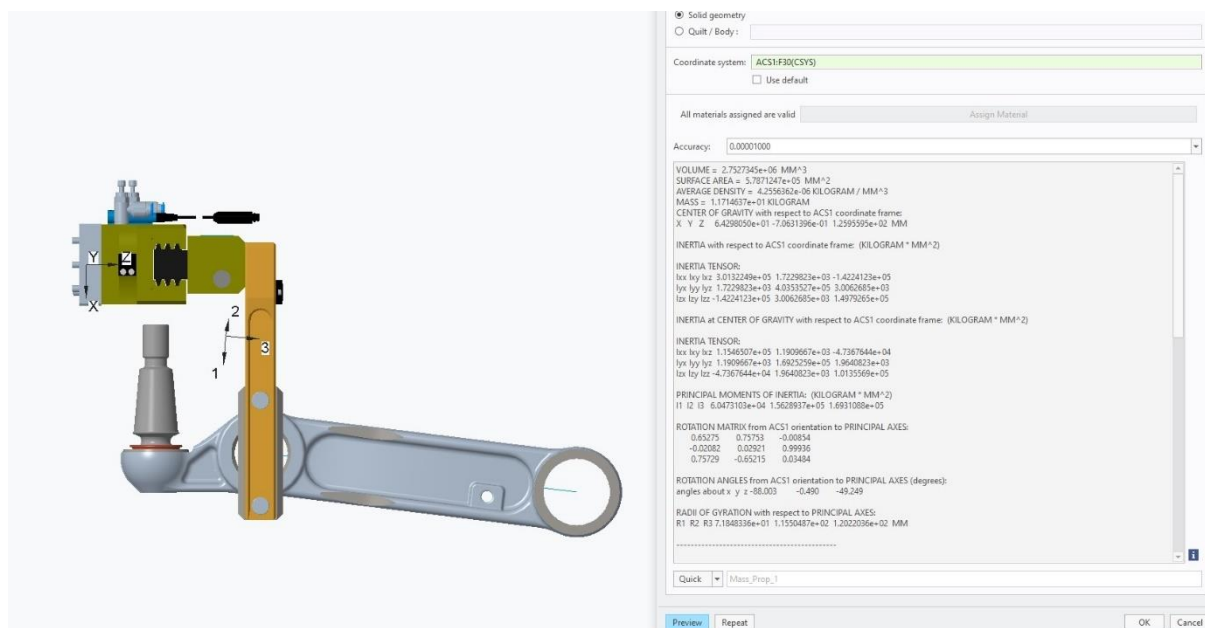 Solid geometry
Quilt / Body :
Coordinate system: ACS1:F30(CSYS)
Use default
All materials assigned are valid Assign Material
Accuracy: 0.00001000
VOLUME = 2.7527345e+06 MM^3
SURFACE AREA = 5.7871247e+05 MM^2
AVERAGE DENSITY = 4.2556362e-06 KILOGRAM / MM^3
MASS = 1.1714637e+01 KILOGRAM
CENTER OF GRAVITY with respect to ACS1 coordinate frame:
X Y Z 6.4298050e+01 -7.0631396e-01 1.2595595e+02 MM
INERTIA with respect to ACS1 coordinate frame: (KILOGRAM * MM^2)
INERTIA TENSOR:
Ixx Ixy Ixz 3.0132249e+05 1.7229823e+03 -1.4224123e+05
Iyx Iyy Iyz 1.7229823e+03 4.0353527e+05 3.0062685e+03
Izx Izy Izz -1.4224123e+05 3.0062685e+03 1.4979265e+05
INERTIA at CENTER OF GRAVITY with respect to ACS1 coordinate frame: (KILOGRAM * MM^2)
INERTIA TENSOR:
Ixx Ixy Ixz 1.1546507e+05 1.1909667e+03 -4.7367644e+04
Iyx Iyy Iyz 1.1909667e+03 1.6925259e+05 1.9640823e+03
Izx Izy Izz -4.7367644e+04 1.9640823e+03 1.0135569e+05
PRINCIPAL MOMENTS OF INERTIA: (KILOGRAM * MM^2)
I1 I2 I3 6.0473103e+04 1.5628937e+05 1.6931088e+05
ROTATION MATRIX from ACS1 orientation to PRINCIPAL AXES:
0.65275 0.75753 -0.00854
-0.02082 0.02921 0.99936
0.75729 -0.65215 0.03484
ROTATION ANGLES from ACS1 orientation to PRINCIPAL AXES (degrees):
angles about x y z -88.003 -0.490 -49.249
RADII OF GYRATION with respect to PRINCIPAL AXES:
R1 R2 R3 7.1848336e+01 1.1550487e+02 1.2022036e+02 MM
---------------------------------------------
Quick Mass_Prop_1
Preview Repeat OK Cancel
Y Z
X
2
3
1